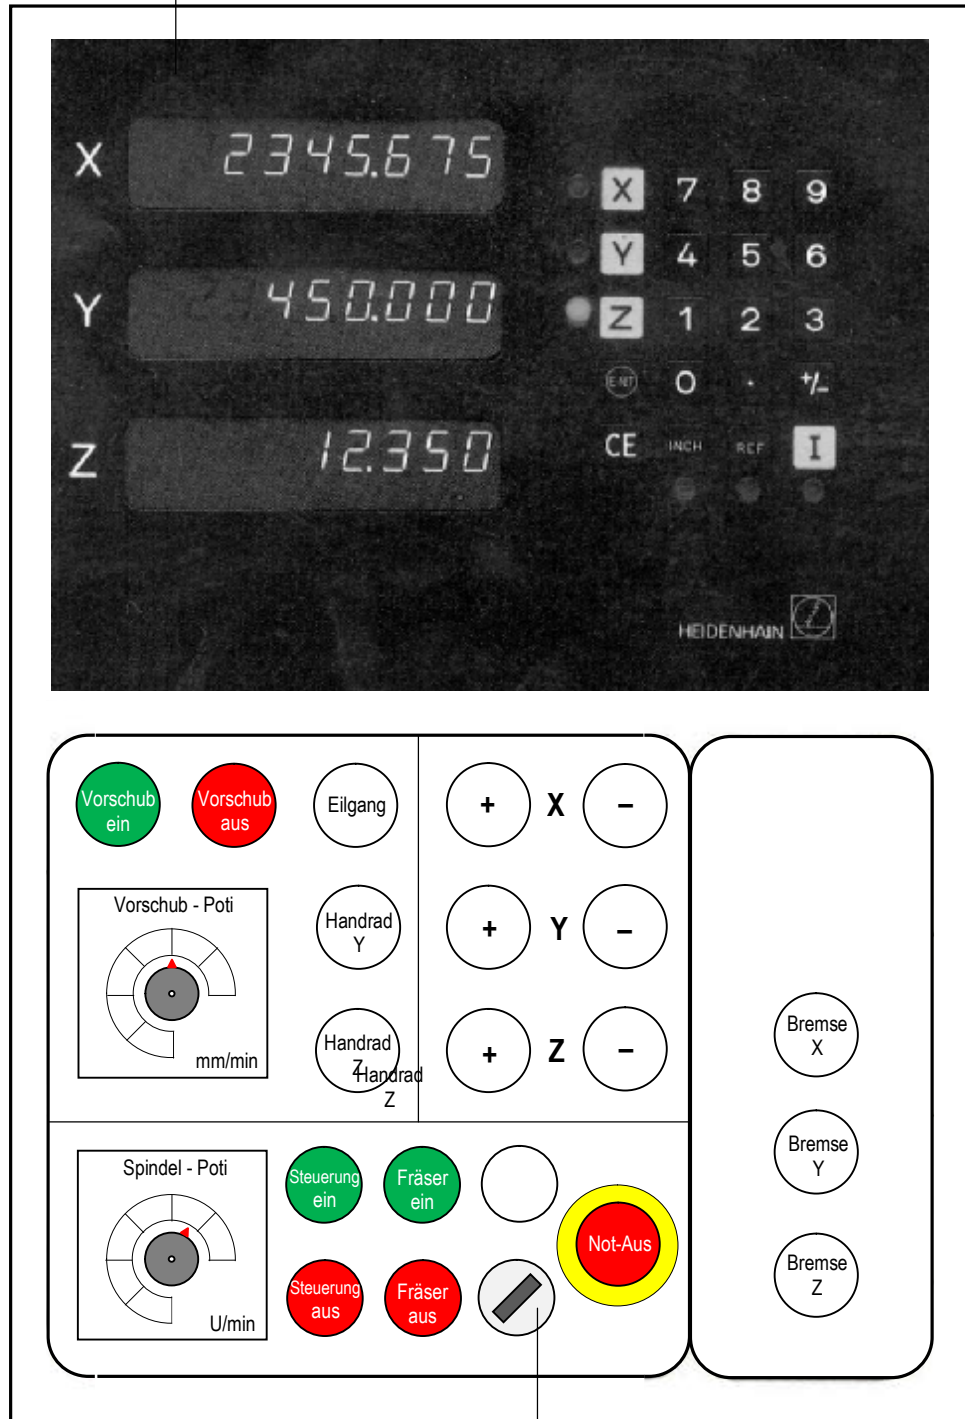 X 2345.675
Y 450.000
Z 12.350
X 7 8 9
Y 4 5 6
Z 1 2 3
ENT 0 . +/-
CE INCH REF I
HEIDENHAIN
Vorschub
ein
Vorschub
aus
Eilgang
+ X −
Vorschub - Poti
mm/min
Handrad
Y
+ Y −
Handrad
Z
Handrad
Z
+ Z −
Spindel - Poti
U/min
Steuerung
ein
Fräser
ein
Steuerung
aus
Fräser
aus
Not-Aus
Bremse
X
Bremse
Y
Bremse
Z